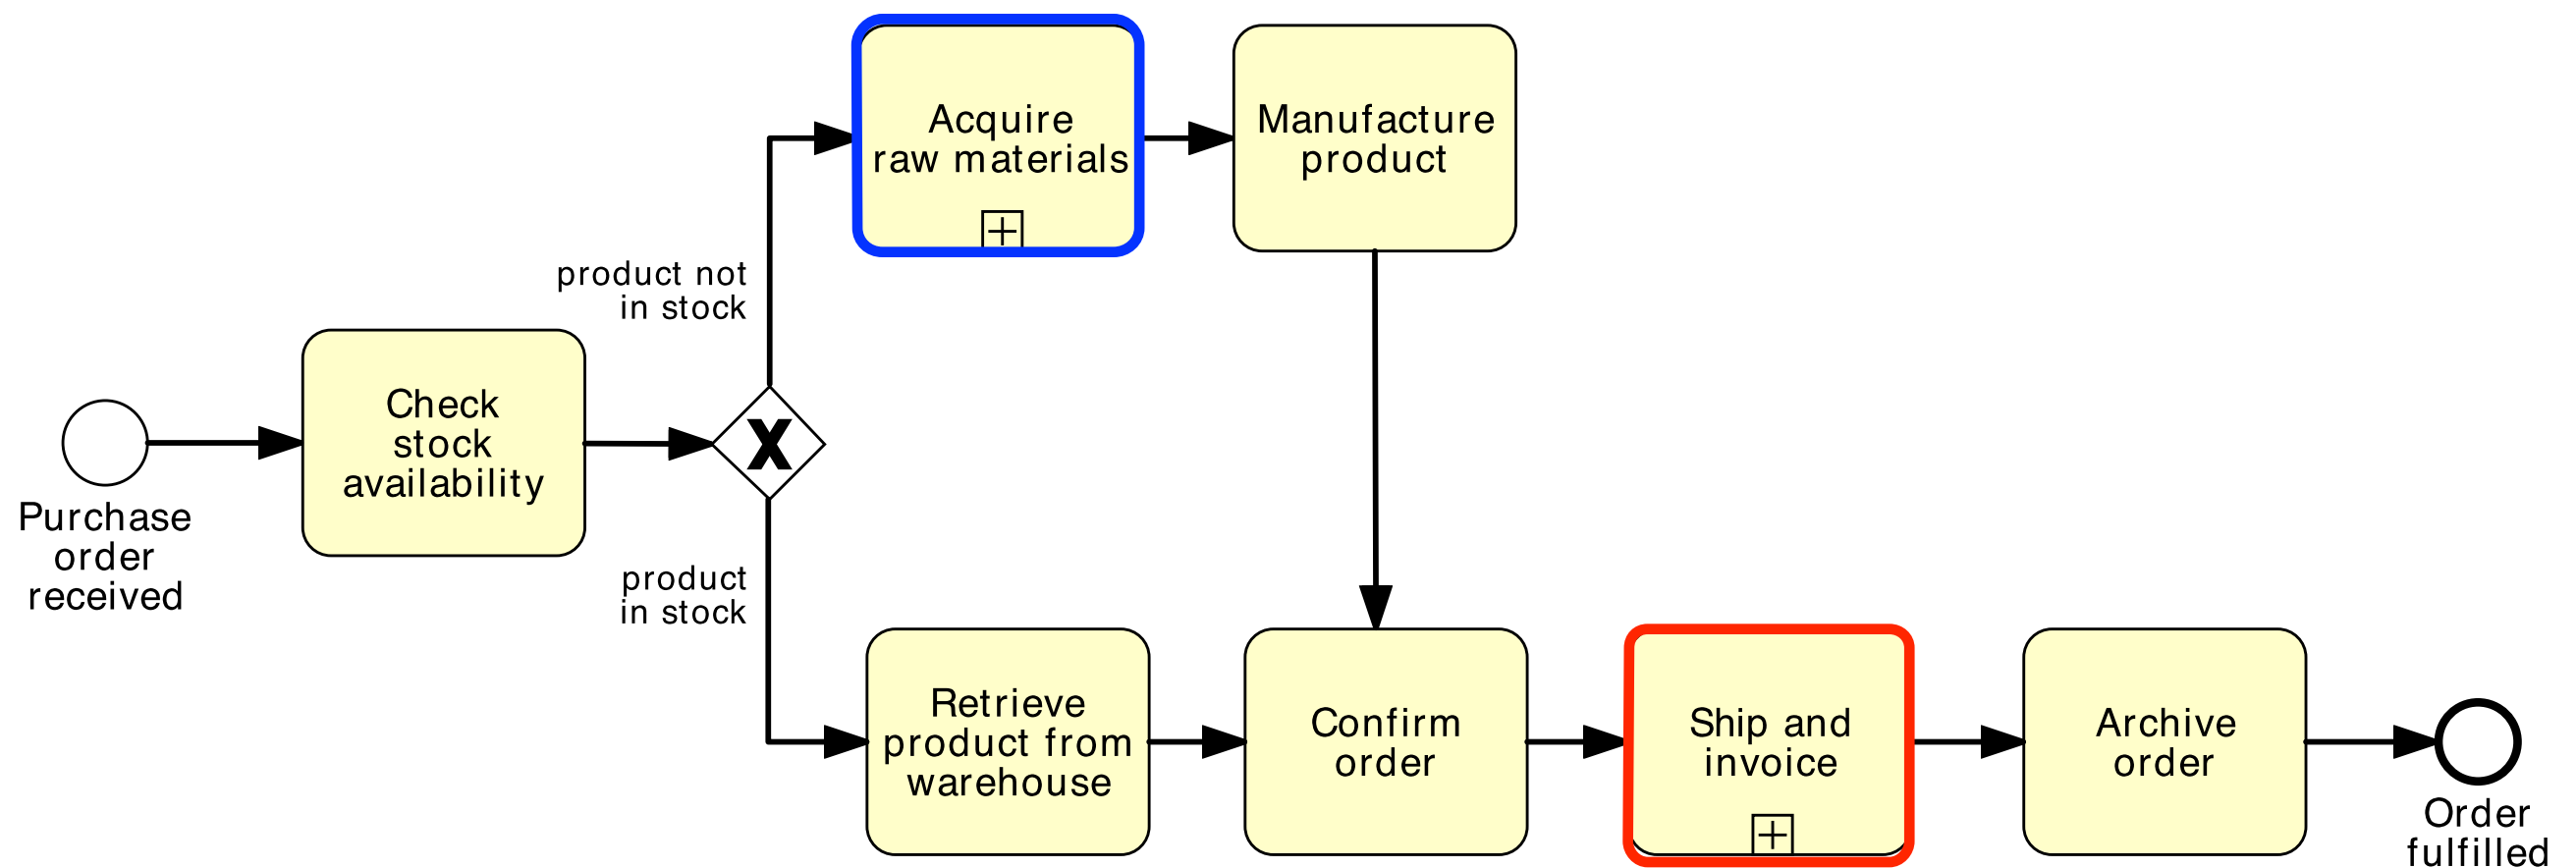 Acquire
raw materials
Manufacture
product
product not
in stock
Check
stock
availability
X
Purchase
order
received
product
in stock
Retrieve
product from
warehouse
Confirm
order
Ship and
invoice
Archive
order
Order
fulfilled